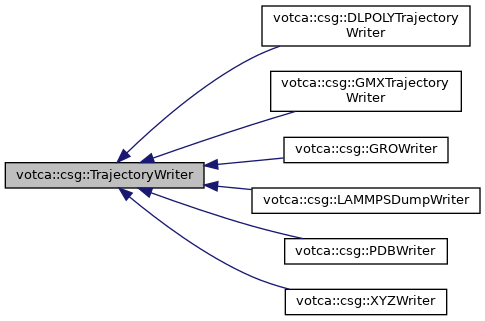 votca::csg::DLPOLYTrajectory
Writer
votca::csg::GMXTrajectory
Writer
votca::csg::GROWriter
votca::csg::TrajectoryWriter
votca::csg::LAMMPSDumpWriter
votca::csg::PDBWriter
votca::csg::XYZWriter